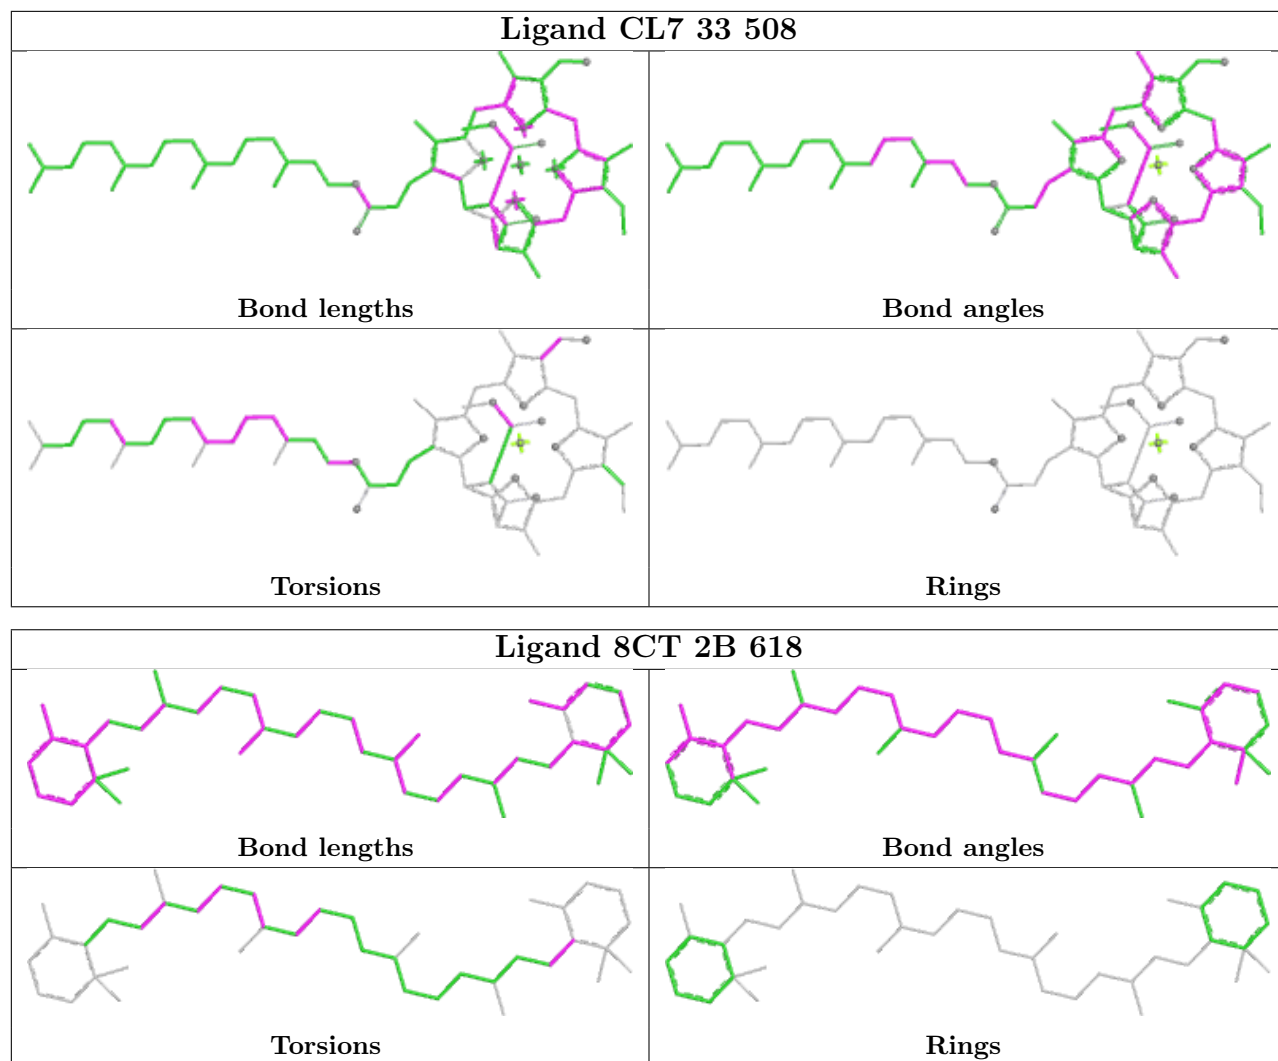 Ligand CL7 33 508
Bond lengths
Bond angles
Torsions
Rings
Ligand 8CT 2B 618
Bond lengths
Bond angles
Torsions
Rings